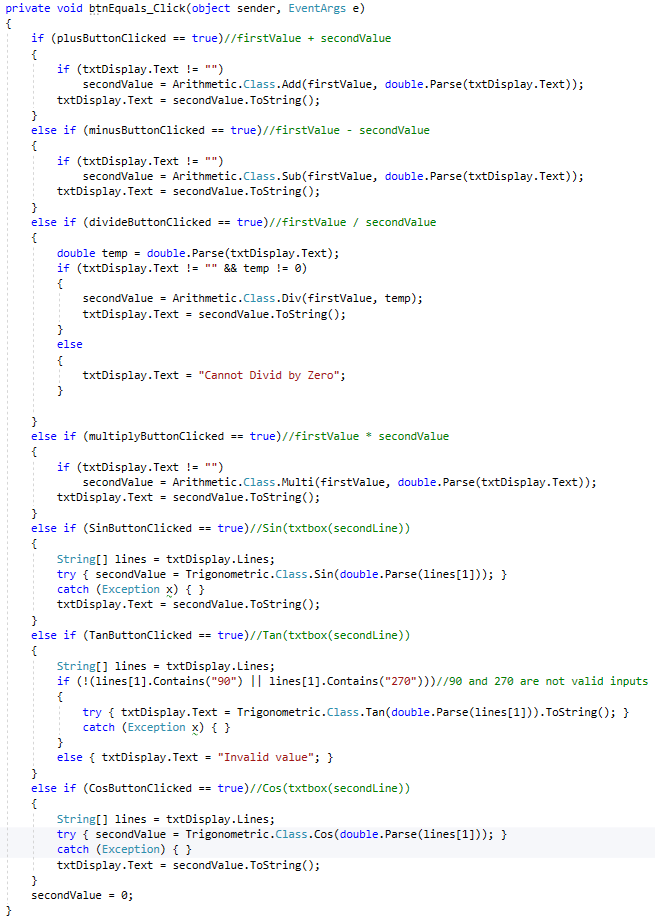 private void btnEquals_Click(object sender, EventArgs e)
{
    if (plusButtonClicked == true)//firstValue + secondValue
    {
        if (txtDisplay.Text != "")
            secondValue = Arithmetic.Class.Add(firstValue, double.Parse(txtDisplay.Text));
        txtDisplay.Text = secondValue.ToString();
    }
    else if (minusButtonClicked == true)//firstValue - secondValue
    {
        if (txtDisplay.Text != "")
            secondValue = Arithmetic.Class.Sub(firstValue, double.Parse(txtDisplay.Text));
        txtDisplay.Text = secondValue.ToString();
    }
    else if (divideButtonClicked == true)//firstValue / secondValue
    {
        double temp = double.Parse(txtDisplay.Text);
        if (txtDisplay.Text != "" && temp != 0)
        {
            secondValue = Arithmetic.Class.Div(firstValue, temp);
            txtDisplay.Text = secondValue.ToString();
        }
        else
        {
            txtDisplay.Text = "Cannot Divid by Zero";
        }

    }
    else if (multiplyButtonClicked == true)//firstValue * secondValue
    {
        if (txtDisplay.Text != "")
            secondValue = Arithmetic.Class.Multi(firstValue, double.Parse(txtDisplay.Text));
        txtDisplay.Text = secondValue.ToString();
    }
    else if (SinButtonClicked == true)//Sin(txtbox(secondLine))
    {
        String[] lines = txtDisplay.Lines;
        try { secondValue = Trigonometric.Class.Sin(double.Parse(lines[1])); }
        catch (Exception x) { }
        txtDisplay.Text = secondValue.ToString();
    }
    else if (TanButtonClicked == true)//Tan(txtbox(secondLine))
    {
        String[] lines = txtDisplay.Lines;
        if (!(lines[1].Contains("90") || lines[1].Contains("270")))//90 and 270 are not valid inputs
        {
            try { txtDisplay.Text = Trigonometric.Class.Tan(double.Parse(lines[1])).ToString(); }
            catch (Exception x) { }
        }
        else { txtDisplay.Text = "Invalid value"; }
    }
    else if (CosButtonClicked == true)//Cos(txtbox(secondLine))
    {
        String[] lines = txtDisplay.Lines;
        try { secondValue = Trigonometric.Class.Cos(double.Parse(lines[1])); }
        catch (Exception) { }
        txtDisplay.Text = secondValue.ToString();
    }
    secondValue = 0;
}